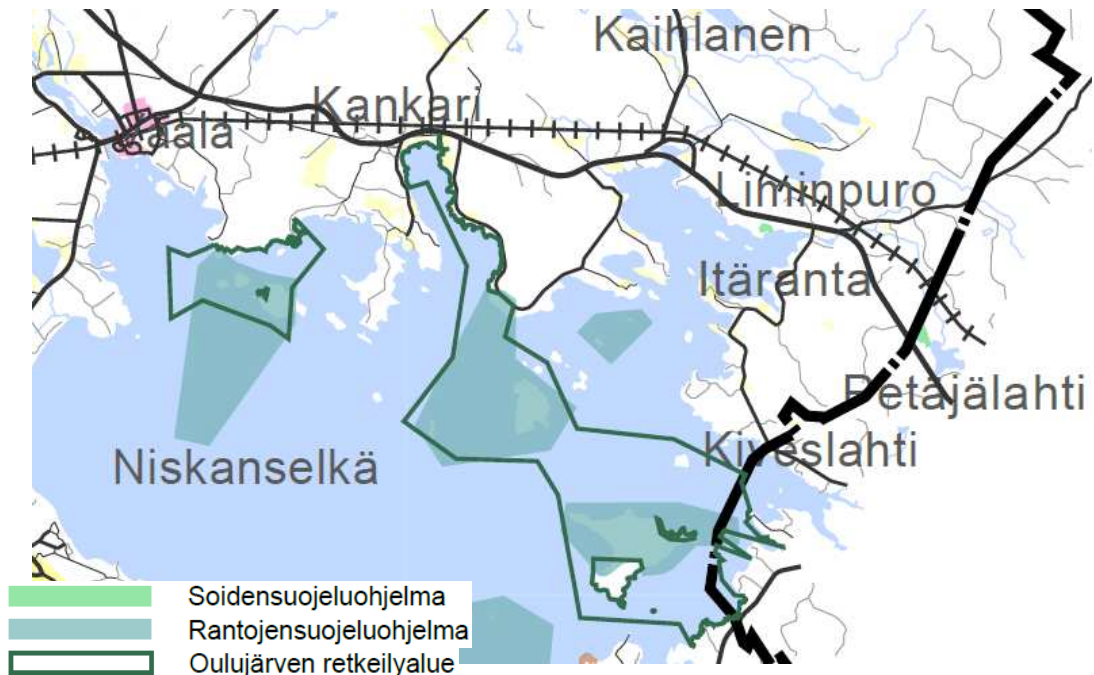 Kaihlanen
Kankari
Vaala
Liminpuro
Itäranta
Petäjälahti
Kiveslahti
Niskanselkä
Soidensuojeluohjelma
Rantojensuojeluohjelma
Oulujärven retkeilyalue